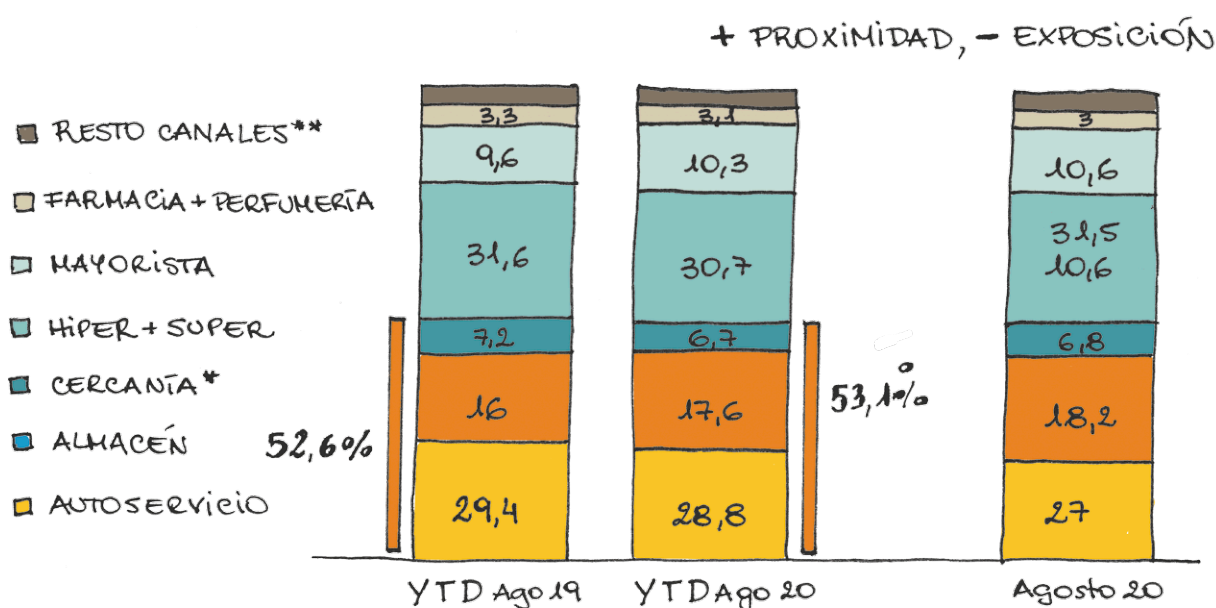 + PROXIMIDAD, - EXPOSICIÓN
RESTO CANALES**
FARMACIA + PERFUMERÍA
MAYORISTA
HIPER + SUPER
CERCANÍA*
ALMACÉN
AUTOSERVICIO
52,6%
3,3
9,6
31,6
7,2
16
29,4
YTD Ago 19
3,1
10,3
30,7
6,7
17,6
28,8
YTD Ago 20
53,1%
3
10,6
31,5
10,6
6,8
18,2
27
Agosto 20